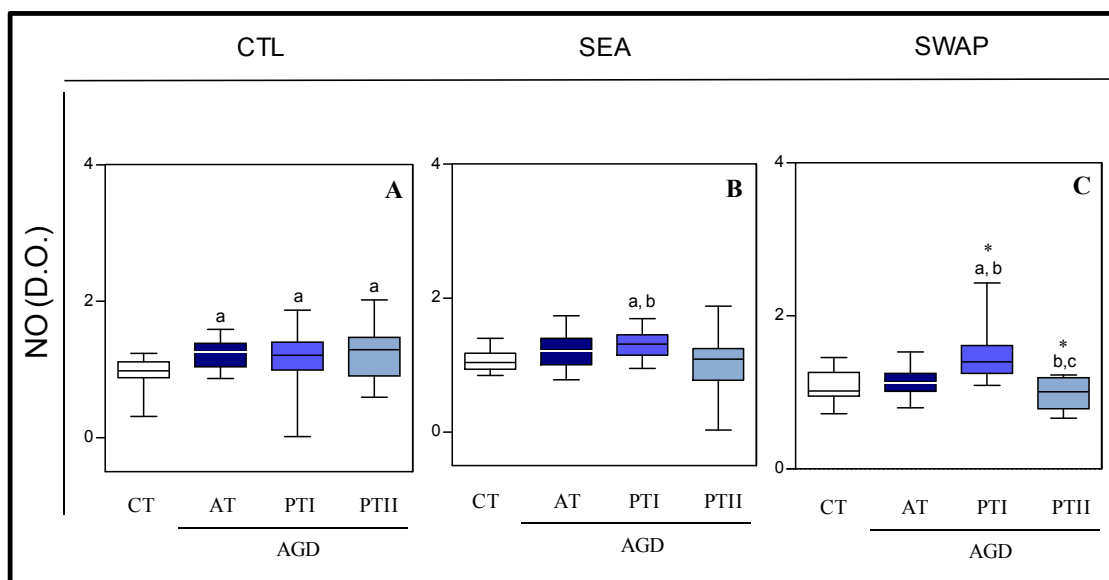 CTL SEA SWAP
NO (D.O.)
4
2
0
A
a
a
a
CT AT PTI PTII
AGD
4
2
0
B
a, b
CT AT PTI PTII
AGD
4
2
0
C
*
a, b
*
b,c
CT AT PTI PTII
AGD